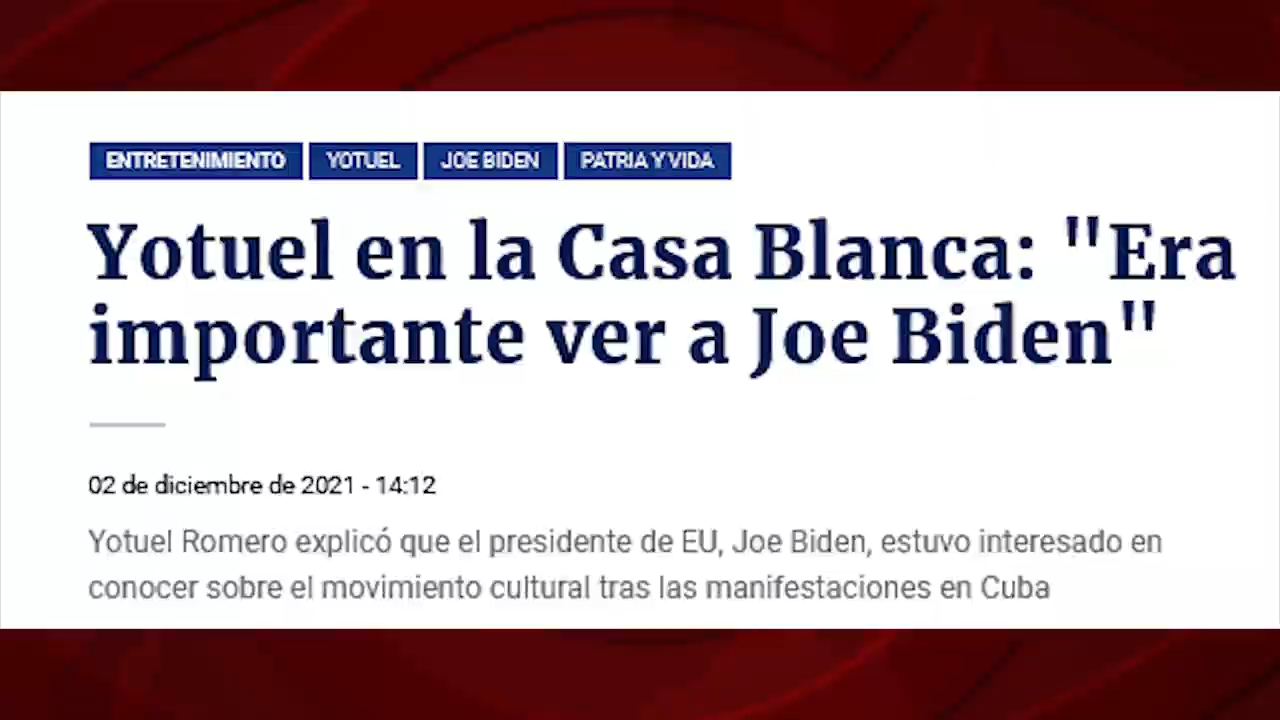 ENTRETENIMIENTO YOTUEL JOE BIDEN PATRIA Y VIDA
Yotuel en la Casa Blanca: "Era
importante ver a Joe Biden"
02 de diciembre de 2021 - 14:12
Yotuel Romero explicó que el presidente de EU, Joe Biden, estuvo interesado en
conocer sobre el movimiento cultural tras las manifestaciones en Cuba